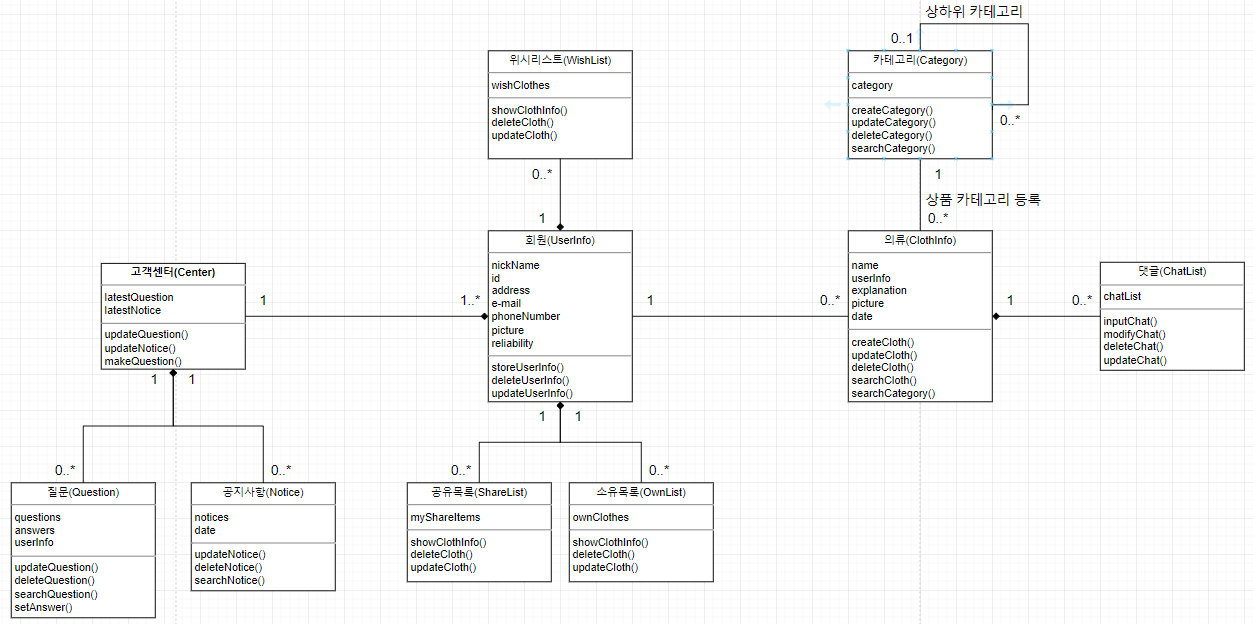 상하위 카테고리
0..1
카테고리(Category)
category
createCategory()
updateCategory()
deleteCategory()
searchCategory()
0..*
1
상품 카테고리 등록
0..*
위시리스트(WishList)
wishClothes
showClothInfo()
deleteCloth()
updateCloth()
0..*
1
회원(UserInfo)
nickName
id
address
e-mail
phoneNumber
picture
reliability
storeUserInfo()
deleteUserInfo()
updateUserInfo()
1
0..*
의류(ClothInfo)
name
userInfo
explanation
picture
date
createCloth()
updateCloth()
deleteCloth()
searchCloth()
searchCategory()
1
0..*
댓글(ChatList)
chatList
inputChat()
modifyChat()
deleteChat()
updateChat()
고객센터(Center)
latestQuestion
latestNotice
updateQuestion()
updateNotice()
makeQuestion()
1
1..*
1
1
0..*
0..*
질문(Question)
questions
answers
userInfo
updateQuestion()
deleteQuestion()
searchQuestion()
setAnswer()
공지사항(Notice)
notices
date
updateNotice()
deleteNotice()
searchNotice()
1
1
0..*
0..*
공유목록(ShareList)
myShareItems
showClothInfo()
deleteCloth()
updateCloth()
소유목록(OwnList)
ownClothes
showClothInfo()
deleteCloth()
updateCloth()